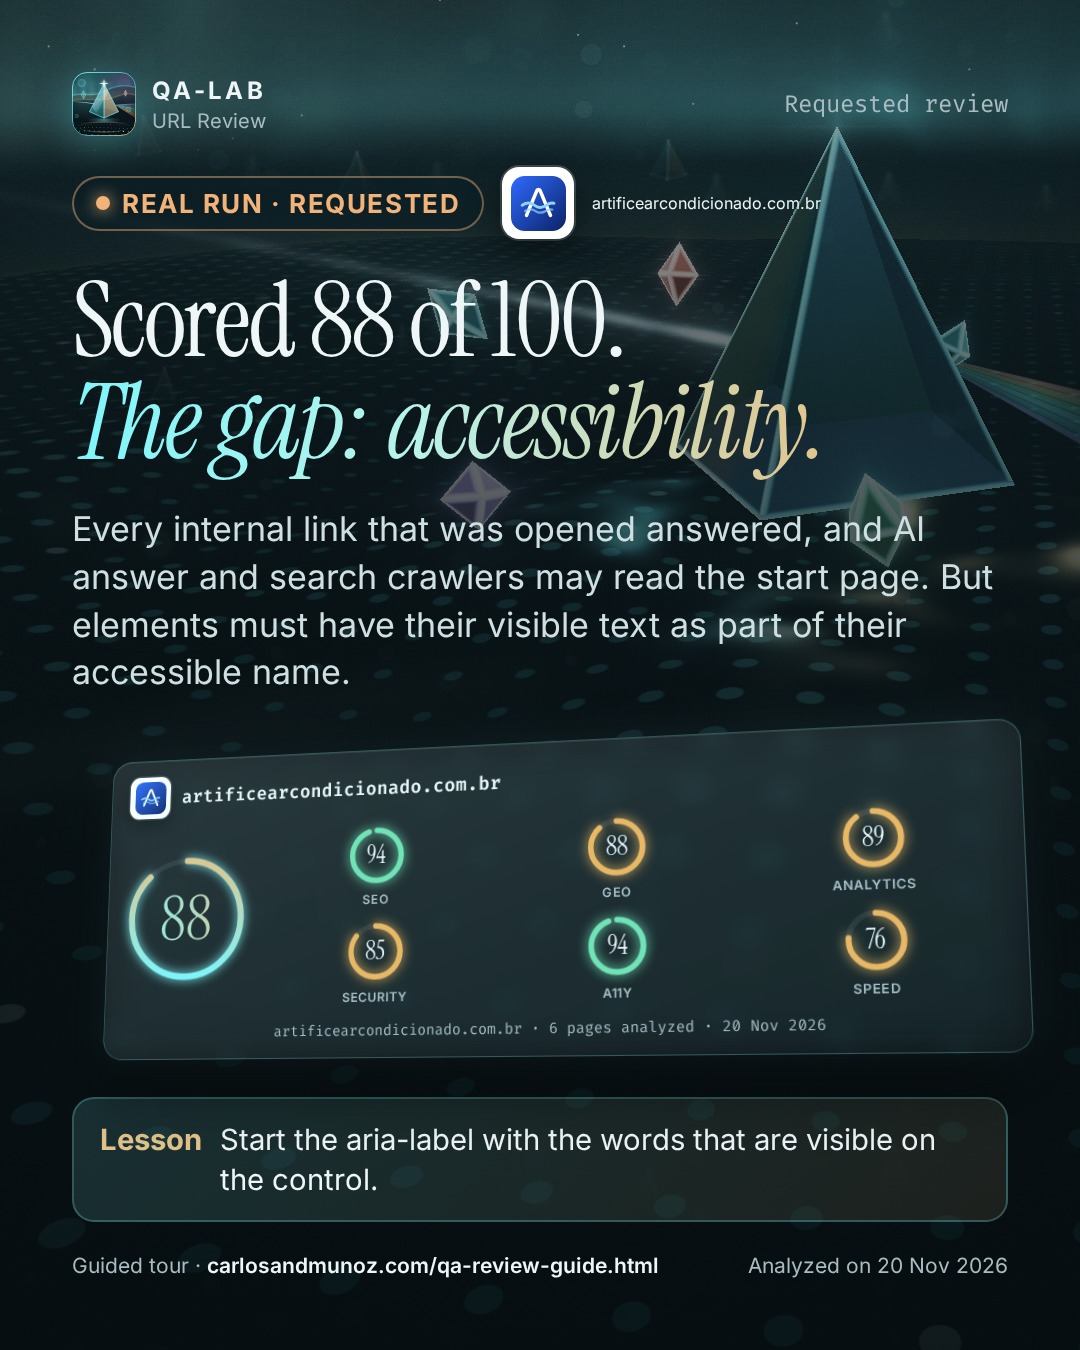 QA-LAB
URL Review
Requested review
REAL RUN · REQUESTED
artificearcondicionado.com.br
Scored 88 of 100.
The gap: accessibility.
Every internal link that was opened answered, and AI
answer and search crawlers may read the start page. But
elements must have their visible text as part of their
accessible name.
artificearcondicionado.com.br
88
94
SEO
88
GEO
89
ANALYTICS
85
SECURITY
94
A11Y
76
SPEED
artificearcondicionado.com.br · 6 pages analyzed · 20 Nov 2026
Lesson Start the aria-label with the words that are visible on
the control.
Guided tour · carlosandmunoz.com/qa-review-guide.html
Analyzed on 20 Nov 2026